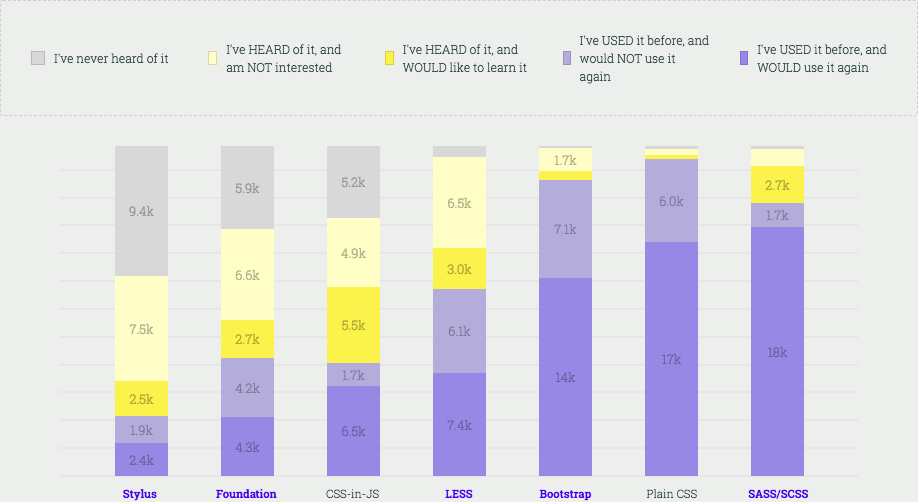 I've never heard of it
I've HEARD of it, and
am NOT interested
I've HEARD of it, and
WOULD like to learn it
I've USED it before, and
would NOT use it
again
I've USED it before, and
WOULD use it again
9.4k
7.5k
2.5k
1.9k
2.4k
5.9k
6.6k
2.7k
4.2k
4.3k
5.2k
4.9k
5.5k
1.7k
6.5k
6.5k
3.0k
6.1k
7.4k
1.7k
7.1k
14k
6.0k
17k
2.7k
1.7k
18k
Stylus
Foundation
CSS-in-JS
LESS
Bootstrap
Plain CSS
SASS/SCSS